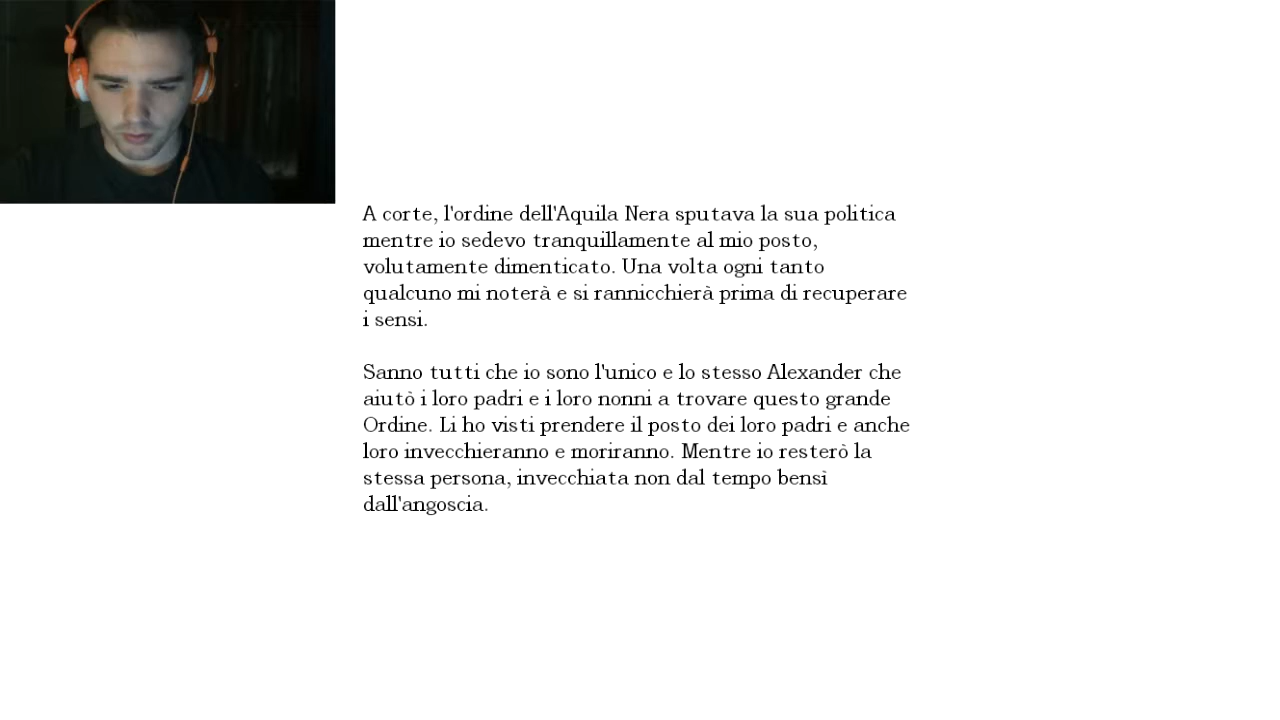 A corte, l'ordine dell'Aquila Nera sputava la sua politica
mentre io sedevo tranquillamente al mio posto,
volutamente dimenticato. Una volta ogni tanto
qualcuno mi noterà e si rannicchierà prima di recuperare
i sensi.

Sanno tutti che io sono l'unico e lo stesso Alexander che
aiutò i loro padri e i loro nonni a trovare questo grande
Ordine. Li ho visti prendere il posto dei loro padri e anche
loro invecchieranno e moriranno. Mentre io resterò la
stessa persona, invecchiata non dal tempo bensì
dall'angoscia.